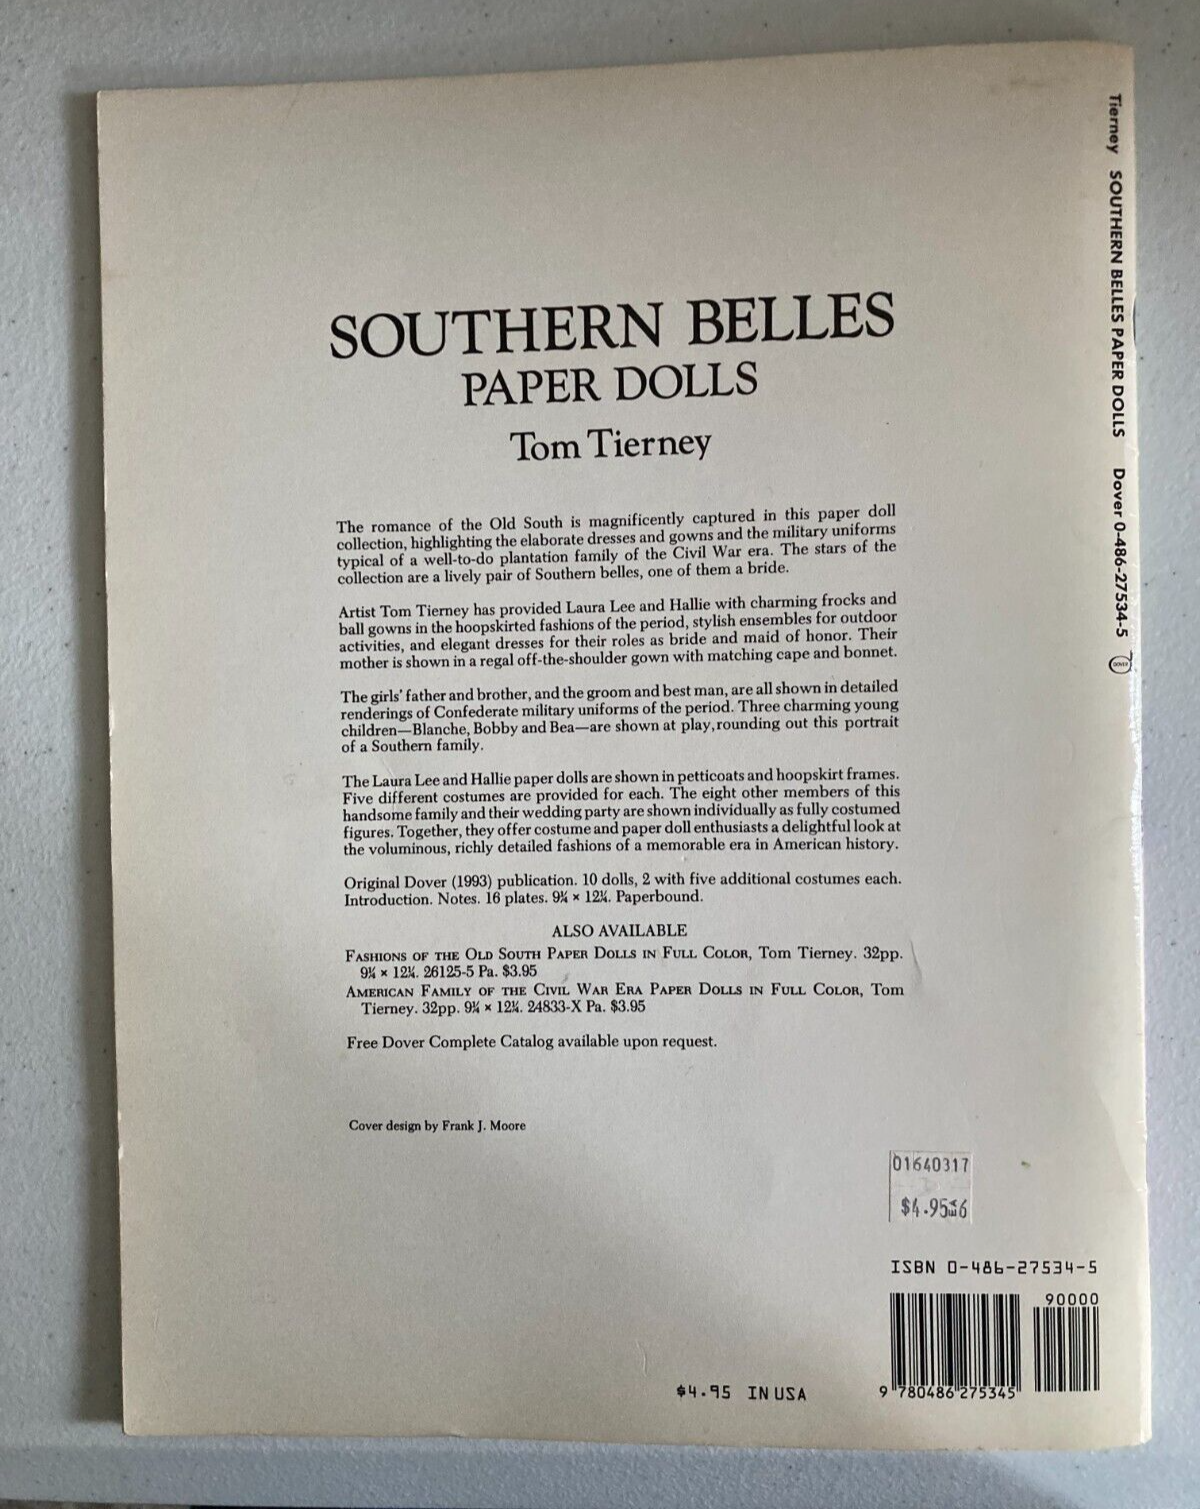 SOUTHERN BELLES
PAPER DOLLS
Tom Tierney
The romance of the Old South is magnificently captured in this paper doll
collection, highlighting the elaborate dresses and gowns and the military uniforms
typical of a well-to-do plantation family of the Civil War era. The stars of the
collection are a lively pair of Southern belles, one of them a bride.
Artist Tom Tierney has provided Laura Lee and Hallie with charming frocks and
ball gowns in the hoopskirted fashions of the period, stylish ensembles for outdoor
activities, and elegant dresses for their roles as bride and maid of honor. Their
mother is shown in a regal off-the-shoulder gown with matching cape and bonnet.
The girls' father and brother, and the groom and best man, are all shown in detailed
renderings of Confederate military uniforms of the period. Three charming young
children—Blanche, Bobby and Bea—are shown at play, rounding out this portrait
of a Southern family.
The Laura Lee and Hallie paper dolls are shown in petticoats and hoopskirt frames.
Five different costumes are provided for each. The eight other members of this
handsome family and their wedding party are shown individually as fully costumed
figures. Together, they offer costume and paper doll enthusiasts a delightful look at
the voluminous, richly detailed fashions of a memorable era in American history.
Original Dover (1993) publication. 10 dolls, 2 with five additional costumes each.
Introduction. Notes. 16 plates. 9¼ × 12¼. Paperbound.
ALSO AVAILABLE
FASHIONS OF THE OLD SOUTH PAPER DOLLS IN FULL COLOR, Tom Tierney. 32pp.
9¼ × 12¼. 26125-5 Pa. $3.95
AMERICAN FAMILY OF THE CIVIL WAR ERA PAPER DOLLS IN FULL COLOR, Tom
Tierney. 32pp. 9¼ × 12¼. 24833-X Pa. $3.95
Free Dover Complete Catalog available upon request.
Cover design by Frank J. Moore
01640317
$4.95
ISBN 0-486-27534-5
90000
9 780486 275345
$4.95 IN USA
Tierney SOUTHERN BELLES PAPER DOLLS Dover 0-486-27534-5
DOVER